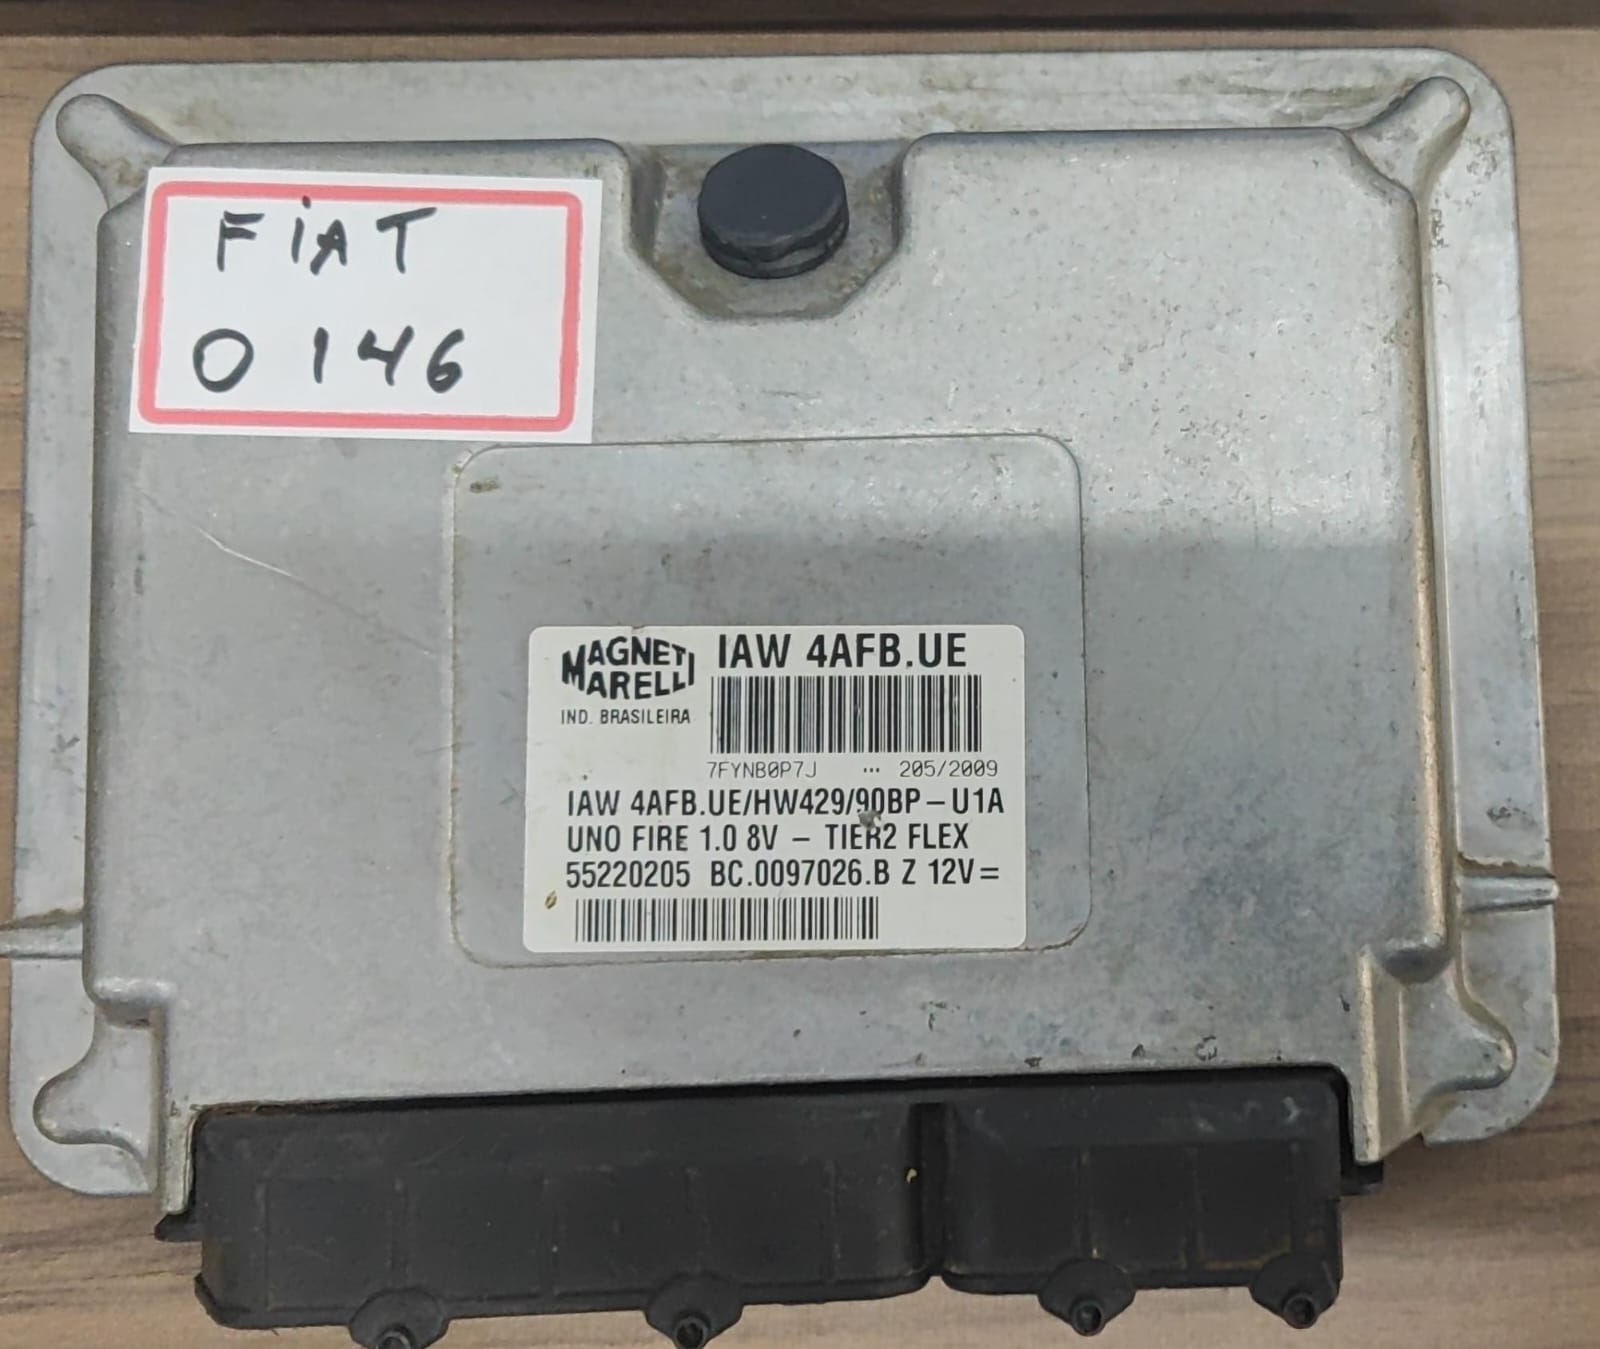 FiAT
0146
MAGNETI
MARELLI
IND. BRASILEIRA
IAW 4AFB.UE
7FYNB0P7J ... 205/2009
IAW 4AFB.UE/HW429/90BP-U1A
UNO FIRE 1.0 8V - TIER2 FLEX
55220205 BC.0097026.B Z 12V=